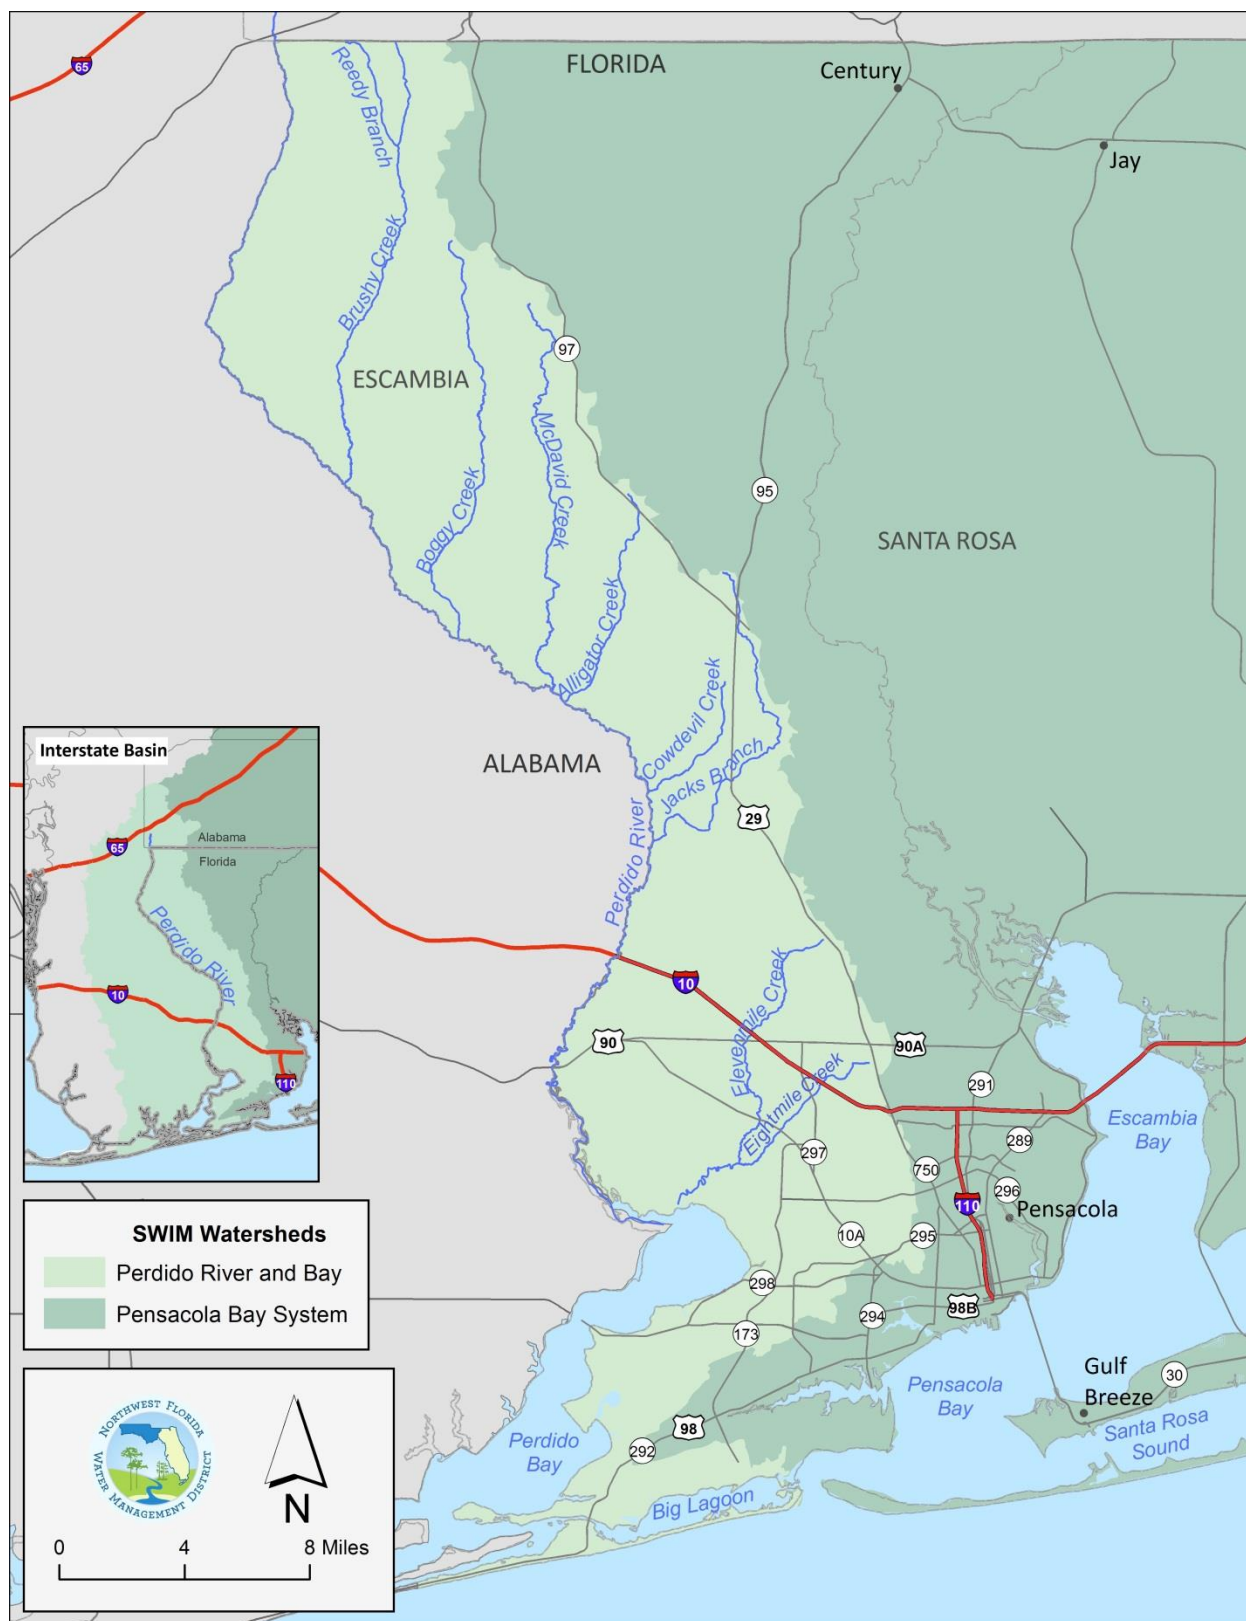 FLORIDA
65
Century
Jay
Reedy Branch
Brushy Creek
97
ESCAMBIA
McDavid Creek
95
Boggy Creek
SANTA ROSA
Alligator Creek
Cowdevil Creek
ALABAMA
Jacks Branch
29
Perdido River
10
Elevenmile Creek
90
90A
291
Eightmile Creek
Escambia
Bay
289
297
750
296
110
Pensacola
10A
295
298
98B
294
173
Gulf
Breeze
30
Pensacola
Bay
98
Santa Rosa
Sound
292
Perdido
Bay
Big Lagoon
Interstate Basin
65
Alabama
Florida
Perdido River
10
110
SWIM Watersheds
Perdido River and Bay
Pensacola Bay System
NORTHWEST FLORIDA
WATER MANAGEMENT DISTRICT
N
0 4 8 Miles